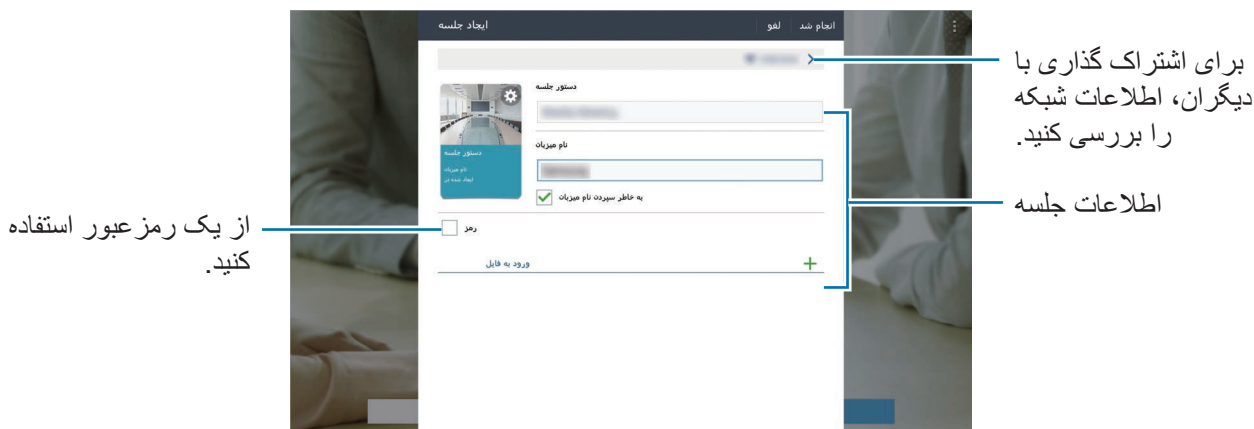 ایجاد جلسه
لغو
انجام شد
دستور جلسه
نام میزبان
به خاطر سپردن نام میزبان
رمز
ورود به فایل
دستور جلسه
نام میزبان
ایجاد شده در
برای اشتراک گذاری با
دیگران، اطلاعات شبکه
را بررسی کنید.
اطلاعات جلسه
از یک رمز عبور استفاده
کنید.